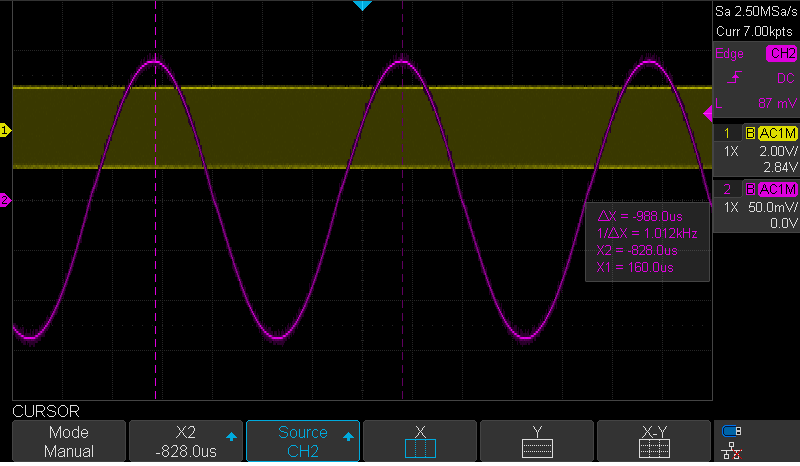 Sa 2.50MSa/s
Curr 7.00kpts
Edge CH2
DC
L 87 mV
1 B AC1M
1X 2.00V/
2.84V
2 B AC1M
1X 50.0mV/
0.0V
1
2
ΔX = -988.0us
1/ΔX = 1.012kHz
X2 = -828.0us
X1 = 160.0us
CURSOR
Mode
Manual
X2
-828.0us
Source
CH2
X
Y
X-Y